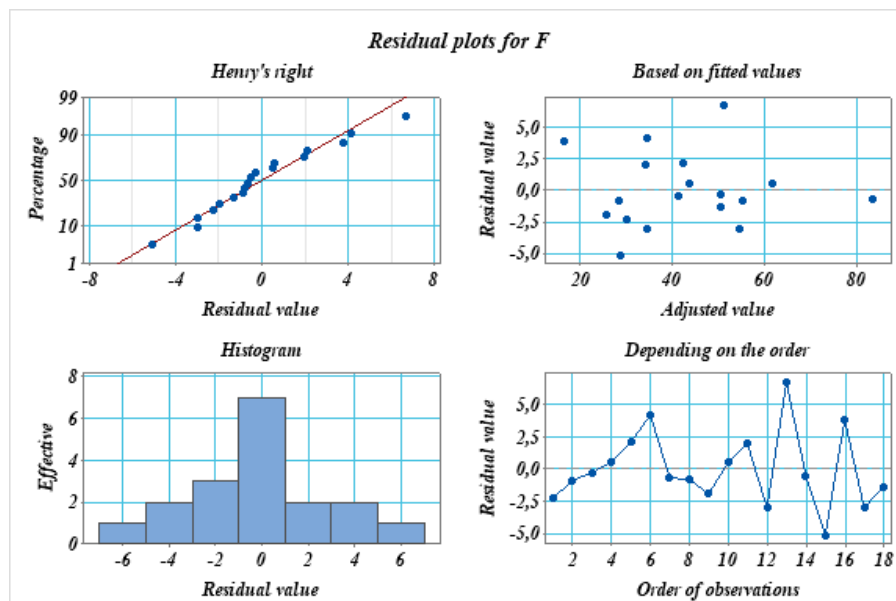 Residual plots for F
Henry's right
Percentage
99
90
50
10
1
-8 -4 0 4 8
Residual value
Based on fitted values
Residual value
5,0
2,5
0,0
-2,5
-5,0
20 40 60 80
Adjusted value
Histogram
Effective
8
6
4
2
0
-6 -4 -2 0 2 4 6
Residual value
Depending on the order
Residual value
5,0
2,5
0,0
-2,5
-5,0
2 4 6 8 10 12 14 16 18
Order of observations